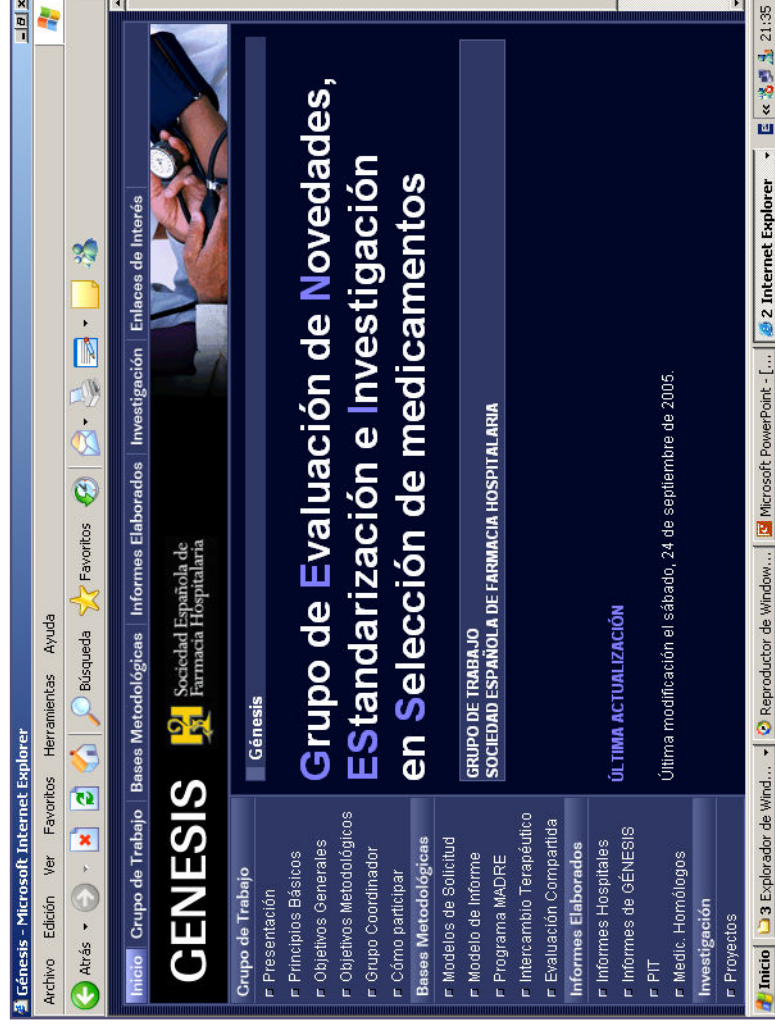 Génesis - Microsoft Internet Explorer
Archivo Edición Ver Favoritos Herramientas Ayuda
Atrás Búsqueda Favoritos
Inicio Grupo de Trabajo Bases Metodológicas Informes Elaborados Investigación Enlaces de Interés
GENESIS
Sociedad Española de
Farmacia Hospitalaria
Grupo de Trabajo
Presentación
Principios Básicos
Objetivos Generales
Objetivos Metodológicos
Grupo Coordinador
Cómo participar
Bases Metodológicas
Modelos de Solicitud
Modelo de Informe
Programa MADRE
Intercambio Terapéutico
Evaluación Compartida
Informes Elaborados
Informes Hospitales
Informes de GÉNESIS
PIT
Medic. Homólogos
Investigación
Proyectos
Génesis
Grupo de Evaluación de Novedades,
EStandarización e Investigación
en Selección de medicamentos
GRUPO DE TRABAJO
SOCIEDAD ESPAÑOLA DE FARMACIA HOSPITALARIA
ÚLTIMA ACTUALIZACIÓN
Última modificación el sábado, 24 de septiembre de 2005.
Inicio 3 Explorador de Wind... Reproductor de Window... Microsoft PowerPoint - [... 2 Internet Explorer 21:35